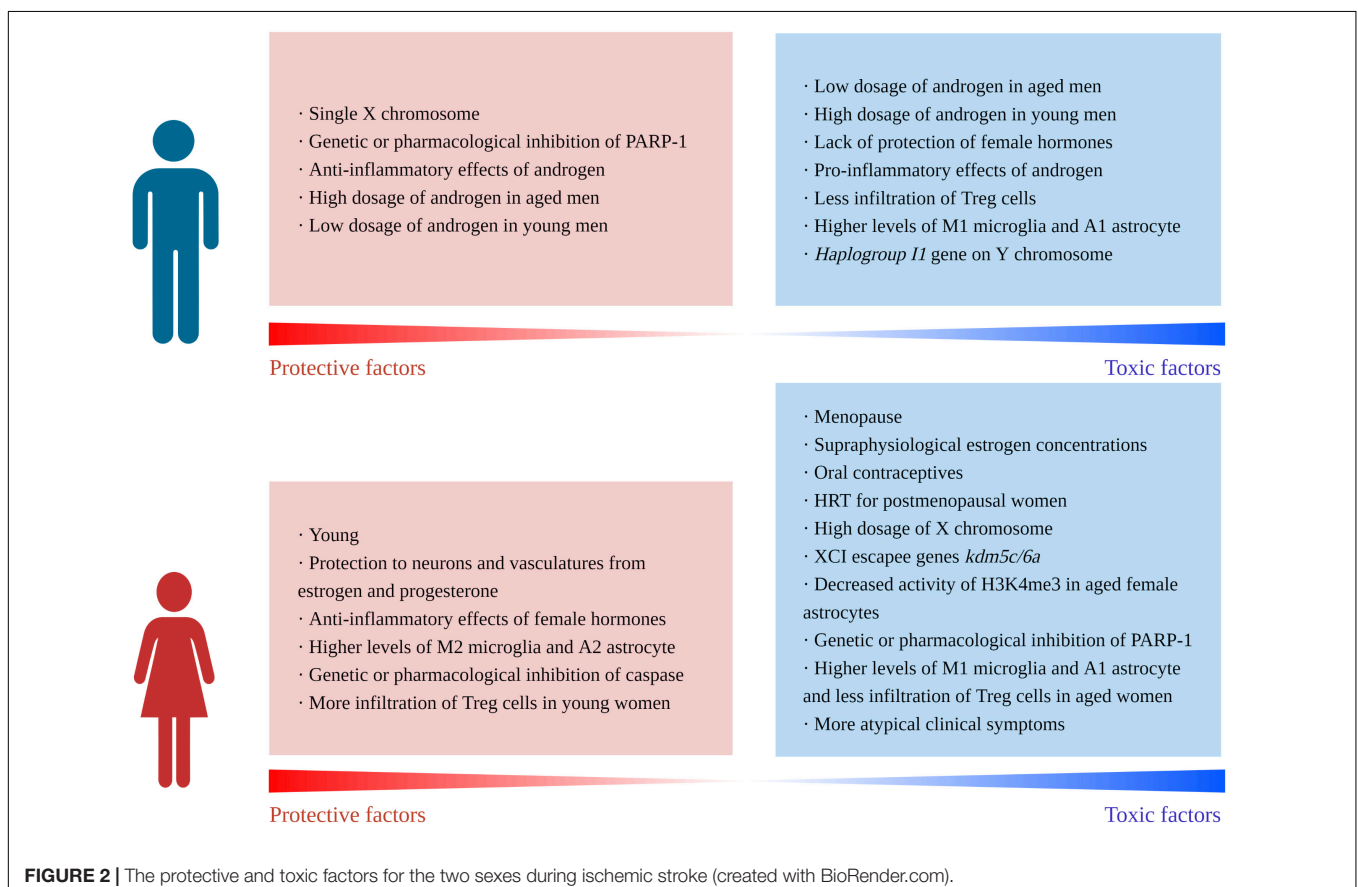 · Single X chromosome
· Genetic or pharmacological inhibition of PARP-1
· Anti-inflammatory effects of androgen
· High dosage of androgen in aged men
· Low dosage of androgen in young men
· Low dosage of androgen in aged men
· High dosage of androgen in young men
· Lack of protection of female hormones
· Pro-inflammatory effects of androgen
· Less infiltration of Treg cells
· Higher levels of M1 microglia and A1 astrocyte
· Haplogroup I1 gene on Y chromosome
Protective factors
Toxic factors
· Young
· Protection to neurons and vasculatures from
estrogen and progesterone
· Anti-inflammatory effects of female hormones
· Higher levels of M2 microglia and A2 astrocyte
· Genetic or pharmacological inhibition of caspase
· More infiltration of Treg cells in young women
· Menopause
· Supraphysiological estrogen concentrations
· Oral contraceptives
· HRT for postmenopausal women
· High dosage of X chromosome
· XCI escapee genes kdm5c/6a
· Decreased activity of H3K4me3 in aged female
astrocytes
· Genetic or pharmacological inhibition of PARP-1
· Higher levels of M1 microglia and A1 astrocyte
and less infiltration of Treg cells in aged women
· More atypical clinical symptoms
Protective factors
Toxic factors
FIGURE 2 | The protective and toxic factors for the two sexes during ischemic stroke (created with BioRender.com).